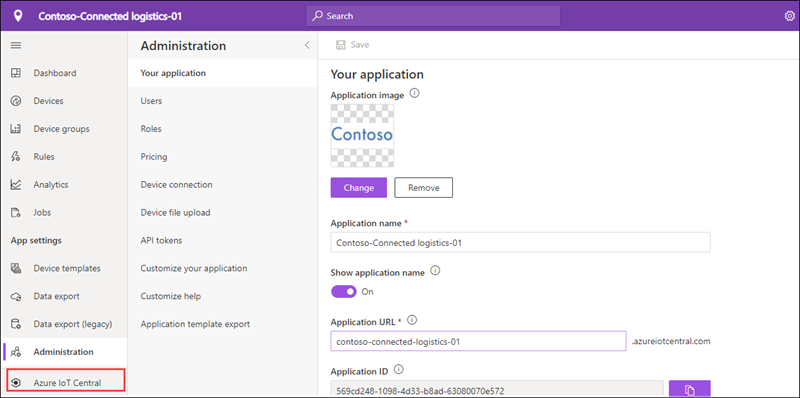 Contoso-Connected logistics-01
Search
Dashboard
Devices
Device groups
Rules
Analytics
Jobs
App settings
Device templates
Data export
Data export (legacy)
Administration
Azure IoT Central
Administration
Your application
Users
Roles
Pricing
Device connection
Device file upload
API tokens
Customize your application
Customize help
Application template export
Save
Your application
Application image
Contoso
Change
Remove
Application name *
Contoso-Connected logistics-01
Show application name
On
Application URL *
contoso-connected-logistics-01
.azureiotcentral.com
Application ID
569cd248-1098-4d33-b8ad-63080070e572